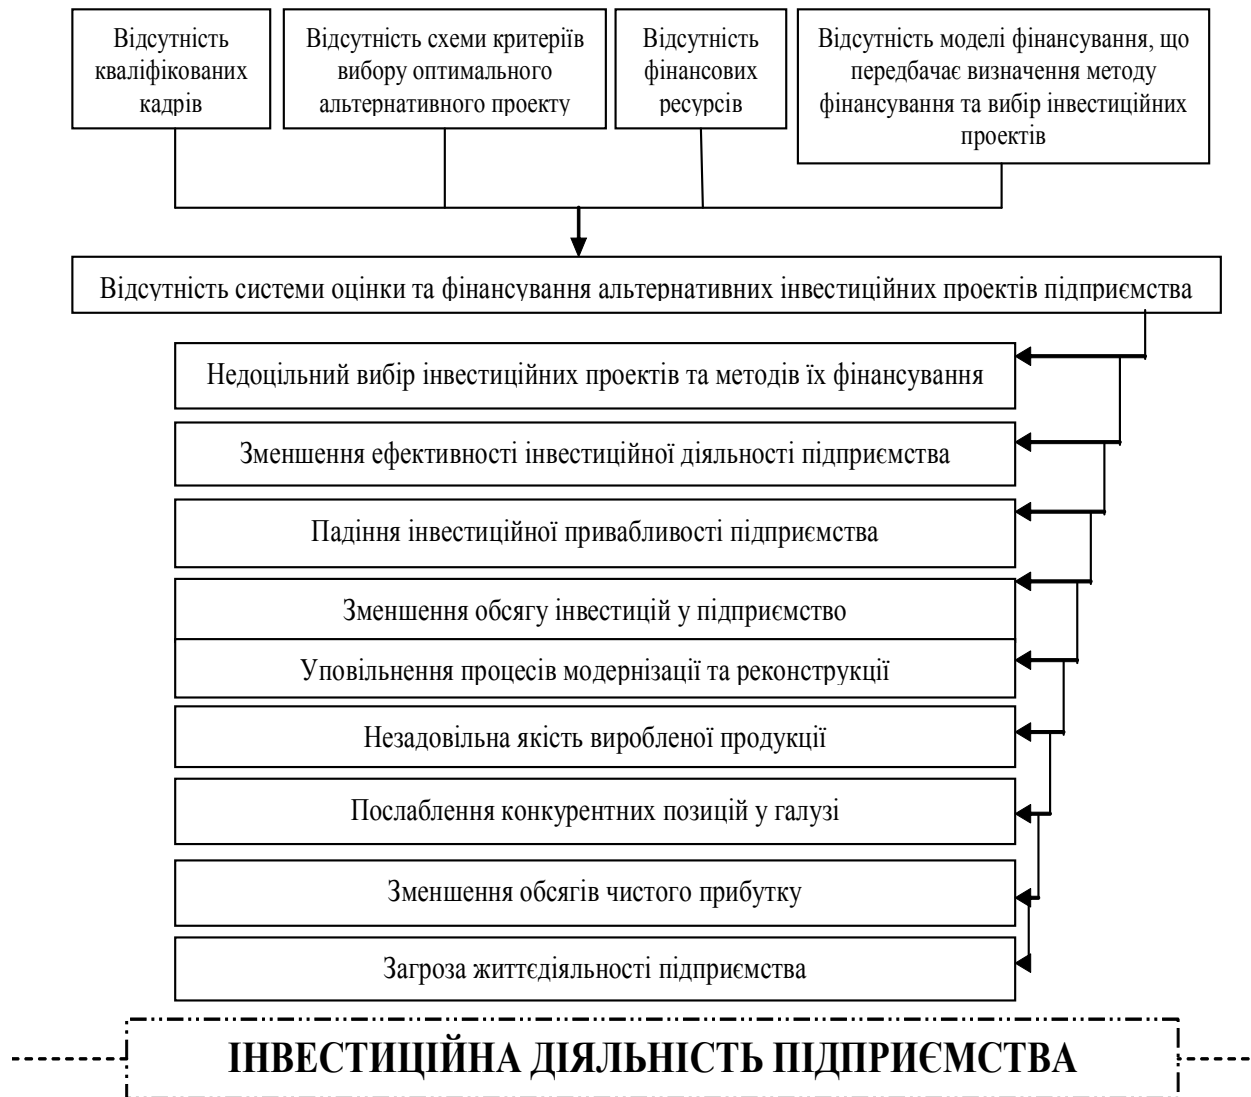 Відсутність
кваліфікованих
кадрів
Відсутність схеми критеріїв
вибору оптимального
альтернативного проекту
Відсутність
фінансових
ресурсів
Відсутність моделі фінансування, що
передбачає визначення методу
фінансування та вибір інвестиційних
проектів
Відсутність системи оцінки та фінансування альтернативних інвестиційних проектів підприємства
Недоцільний вибір інвестиційних проектів та методів їх фінансування
Зменшення ефективності інвестиційної діяльності підприємства
Падіння інвестиційної привабливості підприємства
Зменшення обсягу інвестицій у підприємство
Уповільнення процесів модернізації та реконструкції
Незадовільна якість виробленої продукції
Послаблення конкурентних позицій у галузі
Зменшення обсягів чистого прибутку
Загроза життєдіяльності підприємства
ІНВЕСТИЦІЙНА ДІЯЛЬНІСТЬ ПІДПРИЄМСТВА